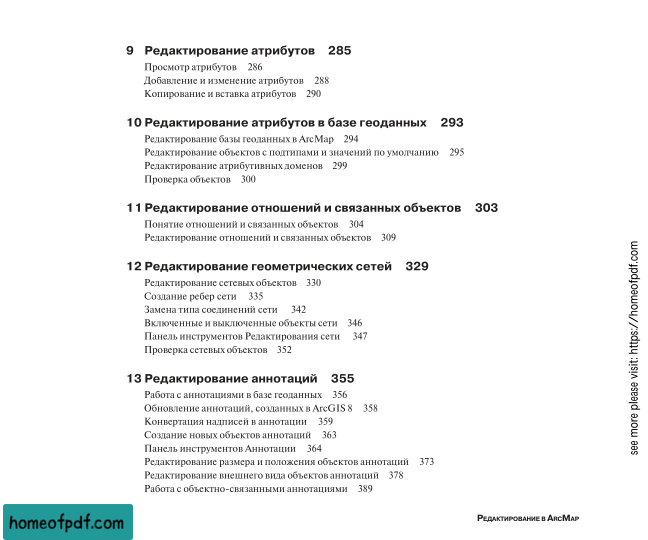 9 Редактирование атрибутов 285
Просмотр атрибутов 286
Добавление и изменение атрибутов 288
Копирование и вставка атрибутов 290
10 Редактирование атрибутов в базе геоданных 293
Редактирование базы геоданных в ArcMap 294
Редактирование объектов с подтипами и значений по умолчанию 295
Редактирование атрибутивных доменов 299
Проверка объектов 300
11 Редактирование отношений и связанных объектов 303
Понятие отношений и связанных объектов 304
Редактирование отношений и связанных объектов 309
12 Редактирование геометрических сетей 329
Редактирование сетевых объектов 330
Создание ребер сети 335
Замена типа соединений сети 342
Включенные и выключенные объекты сети 346
Панель инструментов Редактирования сети 347
Проверка сетевых объектов 352
13 Редактирование аннотаций 355
Работа с аннотациями в базе геоданных 356
Обновление аннотаций, созданных в ArcGIS 8 358
Конвертация надписей в аннотации 359
Создание новых объектов аннотаций 363
Панель инструментов Аннотации 364
Редактирование размера и положения объектов аннотаций 373
Редактирование внешнего вида объектов аннотаций 378
Работа с объектно-связанными аннотациями 389
Редактирование в ArcMap
see more please visit: https://homeofpdf.com
homeofpdf.com